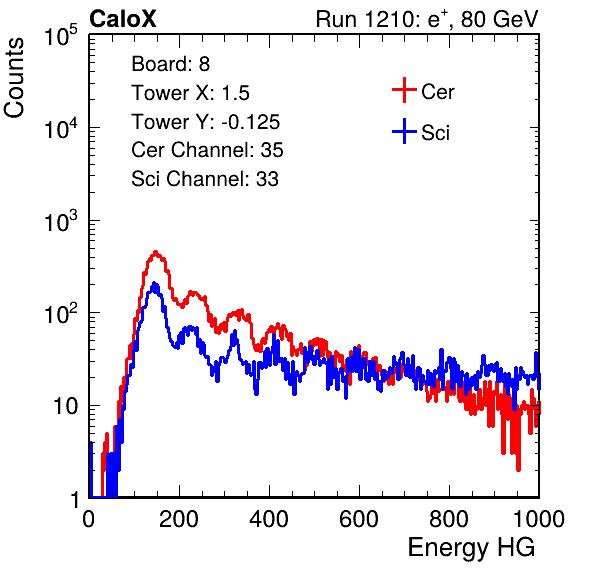 CaloX Run 1210: e⁺, 80 GeV
Counts
10⁵
10⁴
10³
10²
10
1
Board: 8
Tower X: 1.5
Tower Y: -0.125
Cer Channel: 35
Sci Channel: 33
Cer
Sci
0 200 400 600 800 1000
Energy HG